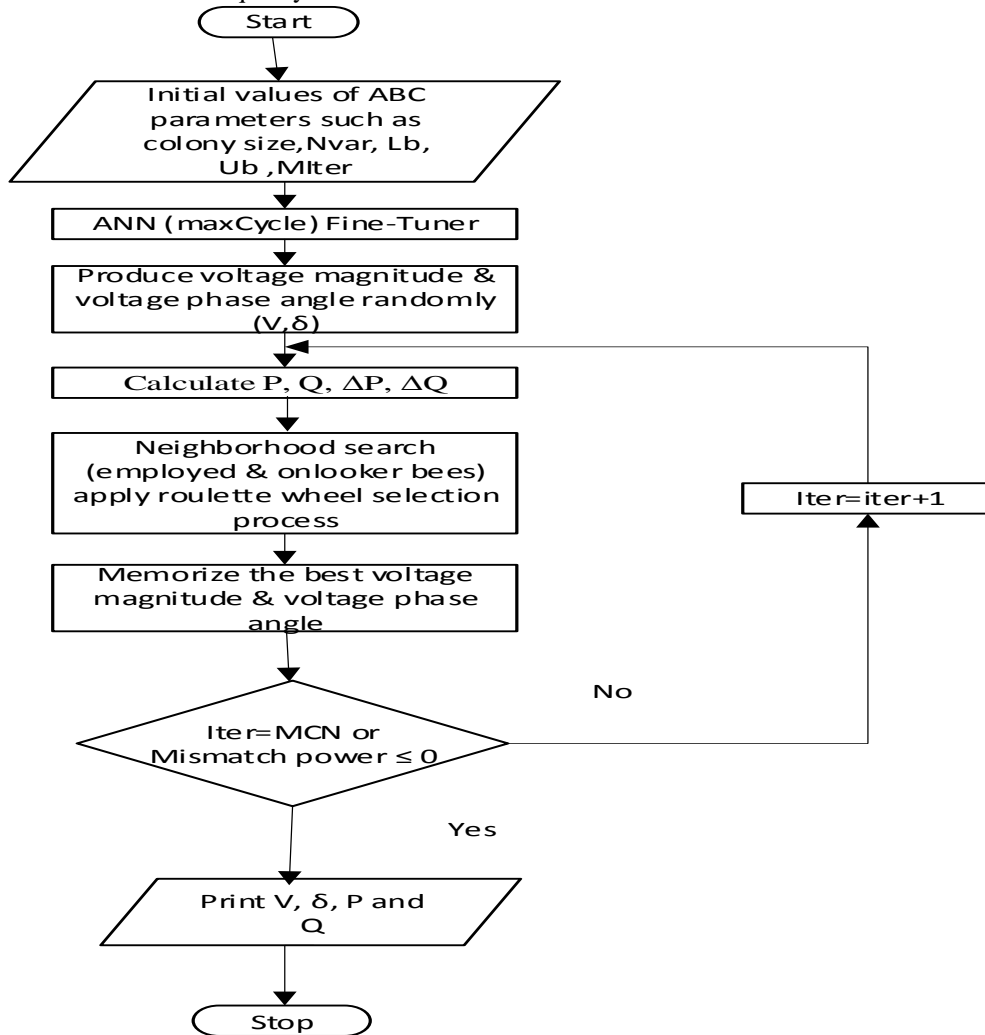 Start
Initial values of ABC
parameters such as
colony size,Nvar, Lb,
Ub ,MIter
ANN (maxCycle) Fine-Tuner
Produce voltage magnitude &
voltage phase angle randomly
(V,δ)
Calculate P, Q, ΔP, ΔQ
Neighborhood search
(employed & onlooker bees)
apply roulette wheel selection
process
Iter=iter+1
Memorize the best voltage
magnitude & voltage phase
angle
No
Iter=MCN or
Mismatch power ≤ 0
Yes
Print V, δ, P and
Q
Stop